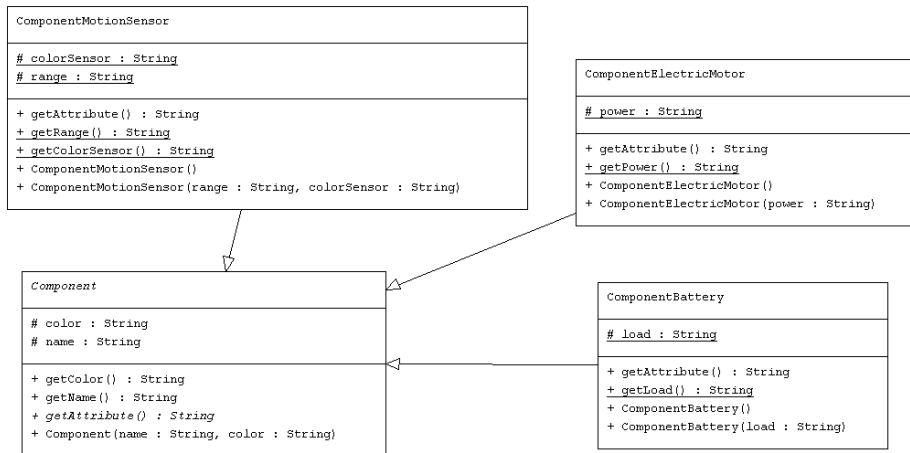 ComponentMotionSensor
# colorSensor : String
# range : String
+ getAttribute() : String
+ getRange() : String
+ getColorSensor() : String
+ ComponentMotionSensor()
+ ComponentMotionSensor(range : String, colorSensor : String)
ComponentElectricMotor
# power : String
+ getAttribute() : String
+ getPower() : String
+ ComponentElectricMotor()
+ ComponentElectricMotor(power : String)
Component
# color : String
# name : String
+ getColor() : String
+ getName() : String
+ getAttribute() : String
+ Component(name : String, color : String)
ComponentBattery
# load : String
+ getAttribute() : String
+ getLoad() : String
+ ComponentBattery()
+ ComponentBattery(load : String)